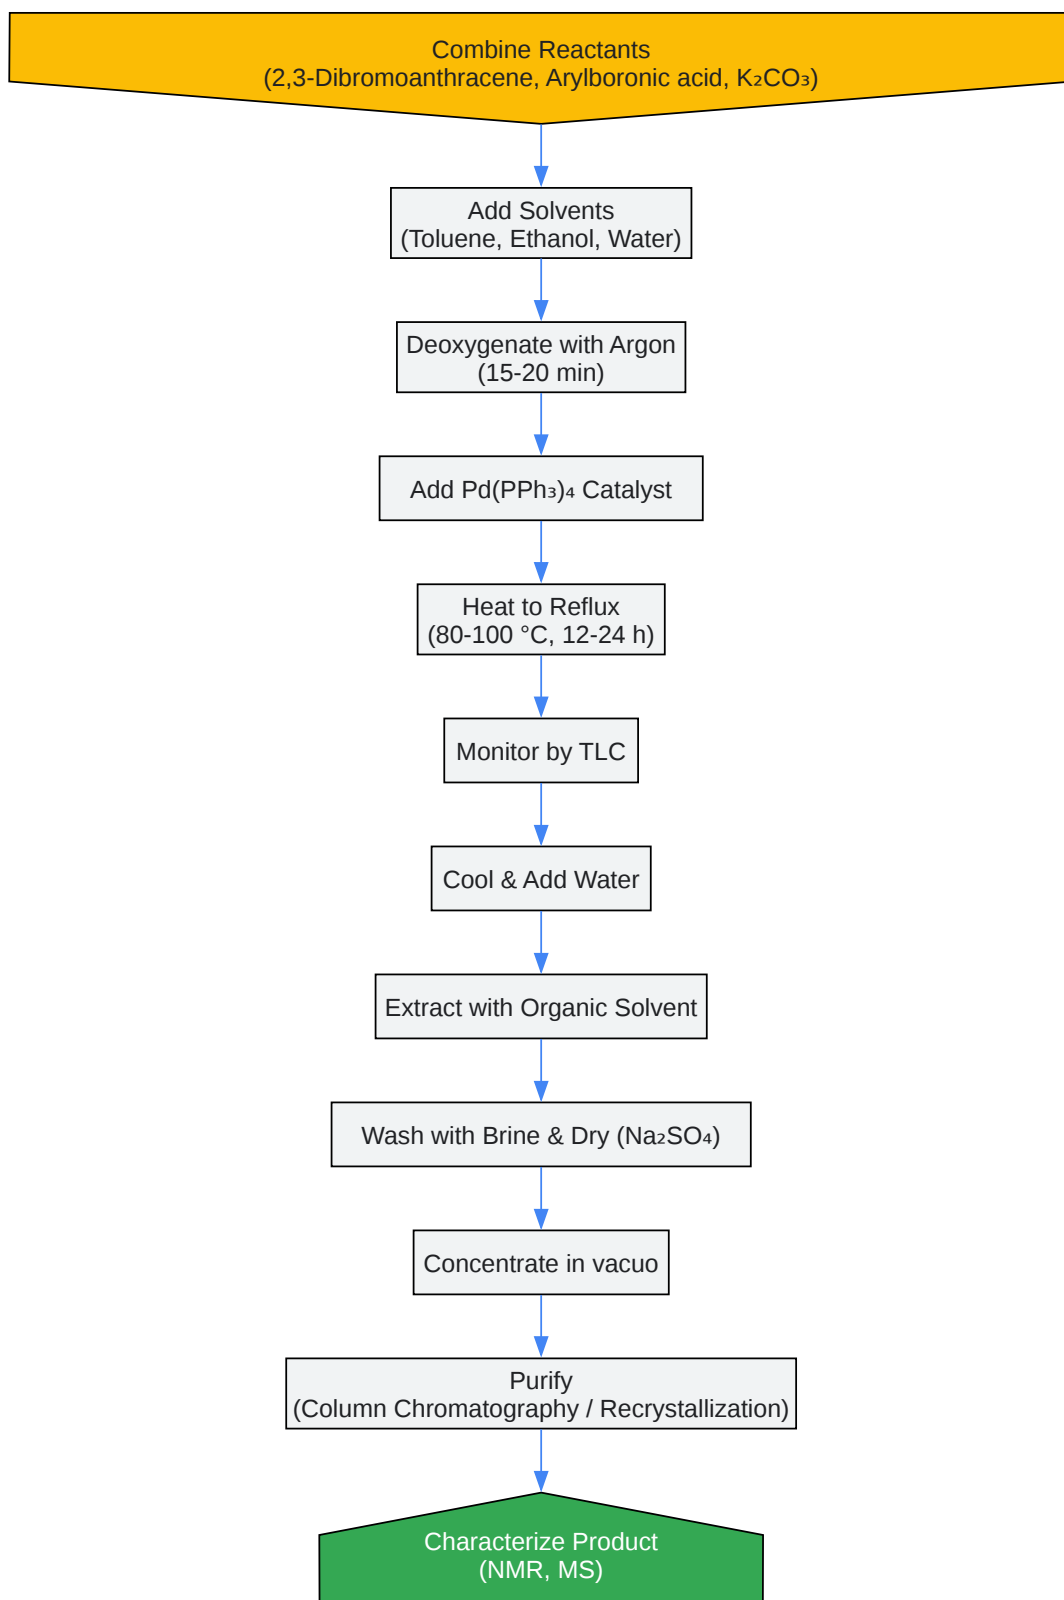 Combine Reactants
(2,3-Dibromoanthracene, Arylboronic acid, K₂CO₃)
Add Solvents
(Toluene, Ethanol, Water)
Deoxygenate with Argon
(15-20 min)
Add Pd(PPh₃)₄ Catalyst
Heat to Reflux
(80-100 °C, 12-24 h)
Monitor by TLC
Cool & Add Water
Extract with Organic Solvent
Wash with Brine & Dry (Na₂SO₄)
Concentrate in vacuo
Purify
(Column Chromatography / Recrystallization)
Characterize Product
(NMR, MS)